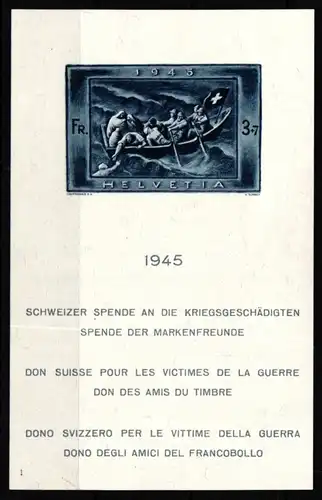 1945
FR. 3+7
HELVETIA
1945
SCHWEIZER SPENDE AN DIE KRIEGSGESCHÄDIGTEN
SPENDE DER MARKENFREUNDE
DON SUISSE POUR LES VICTIMES DE LA GUERRE
DON DES AMIS DU TIMBRE
DONO SVIZZERO PER LE VITTIME DELLA GUERRA
DONO DEGLI AMICI DEL FRANCOBOLLO
1